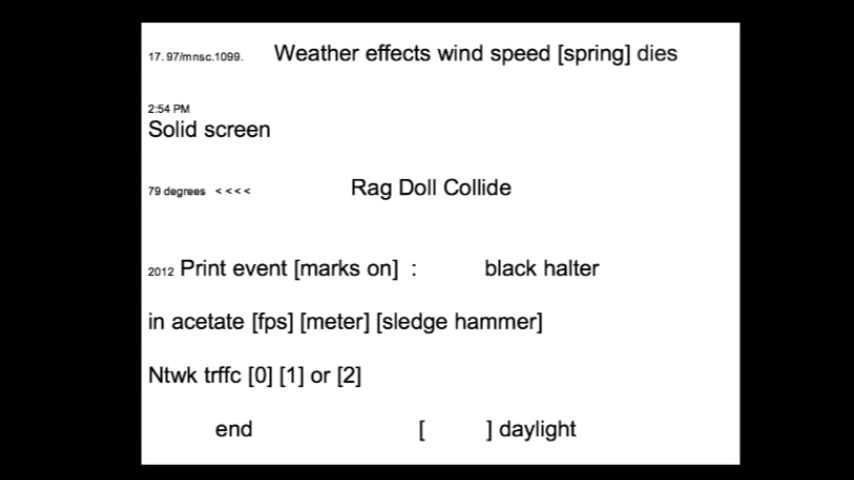 17. 97/mnsc.1099. Weather effects wind speed [spring] dies
2:54 PM
Solid screen
79 degrees < < < < Rag Doll Collide
2012 Print event [marks on] : black halter
in acetate [fps] [meter] [sledge hammer]
Ntwk trffc [0] [1] or [2]
end [ ] daylight